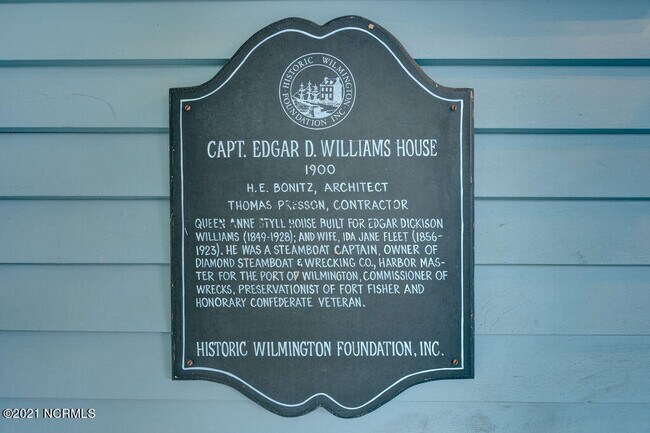 HISTORIC WILMINGTON
FOUNDATION INC.
CAPT. EDGAR D. WILLIAMS HOUSE
1900
H.E. BONITZ, ARCHITECT
THOMAS PRESSON, CONTRACTOR
QUEEN ANNE STYLL HOUSE BUILT FOR EDGAR DICKISON
WILLIAMS (1849-1928); AND WIFE, IDA JANE FLEET (1856-
1923). HE WAS A STEAMBOAT CAPTAIN, OWNER OF
DIAMOND STEAMBOAT & WRECKING CO., HARBOR MAS-
TER FOR THE PORT OF WILMINGTON, COMMISSIONER OF
WRECKS, PRESERVATIONIST OF FORT FISHER AND
HONORARY CONFEDERATE VETERAN.
HISTORIC WILMINGTON FOUNDATION, INC.
©2021 NCRMLS